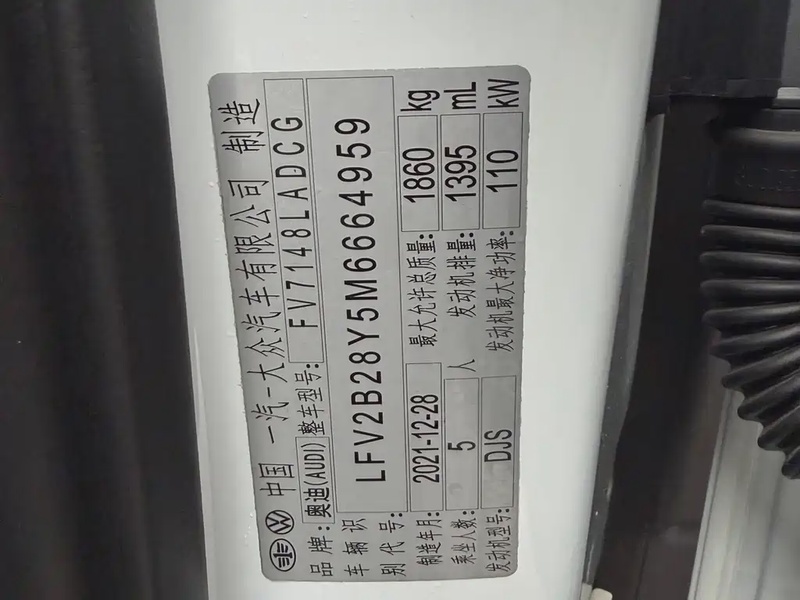 中国 一汽-大众汽车有限公司 制造
品牌: 奥迪(AUDI) 整车型号: FV7148LADCG
车辆识别代号: LFV2B28Y5M6664959
制造年月: 2021-12-28 最大允许总质量: 1860 kg
乘坐人数: 5 人 发动机排量: 1395 mL
发动机型号: DJS 发动机最大净功率: 110 kW